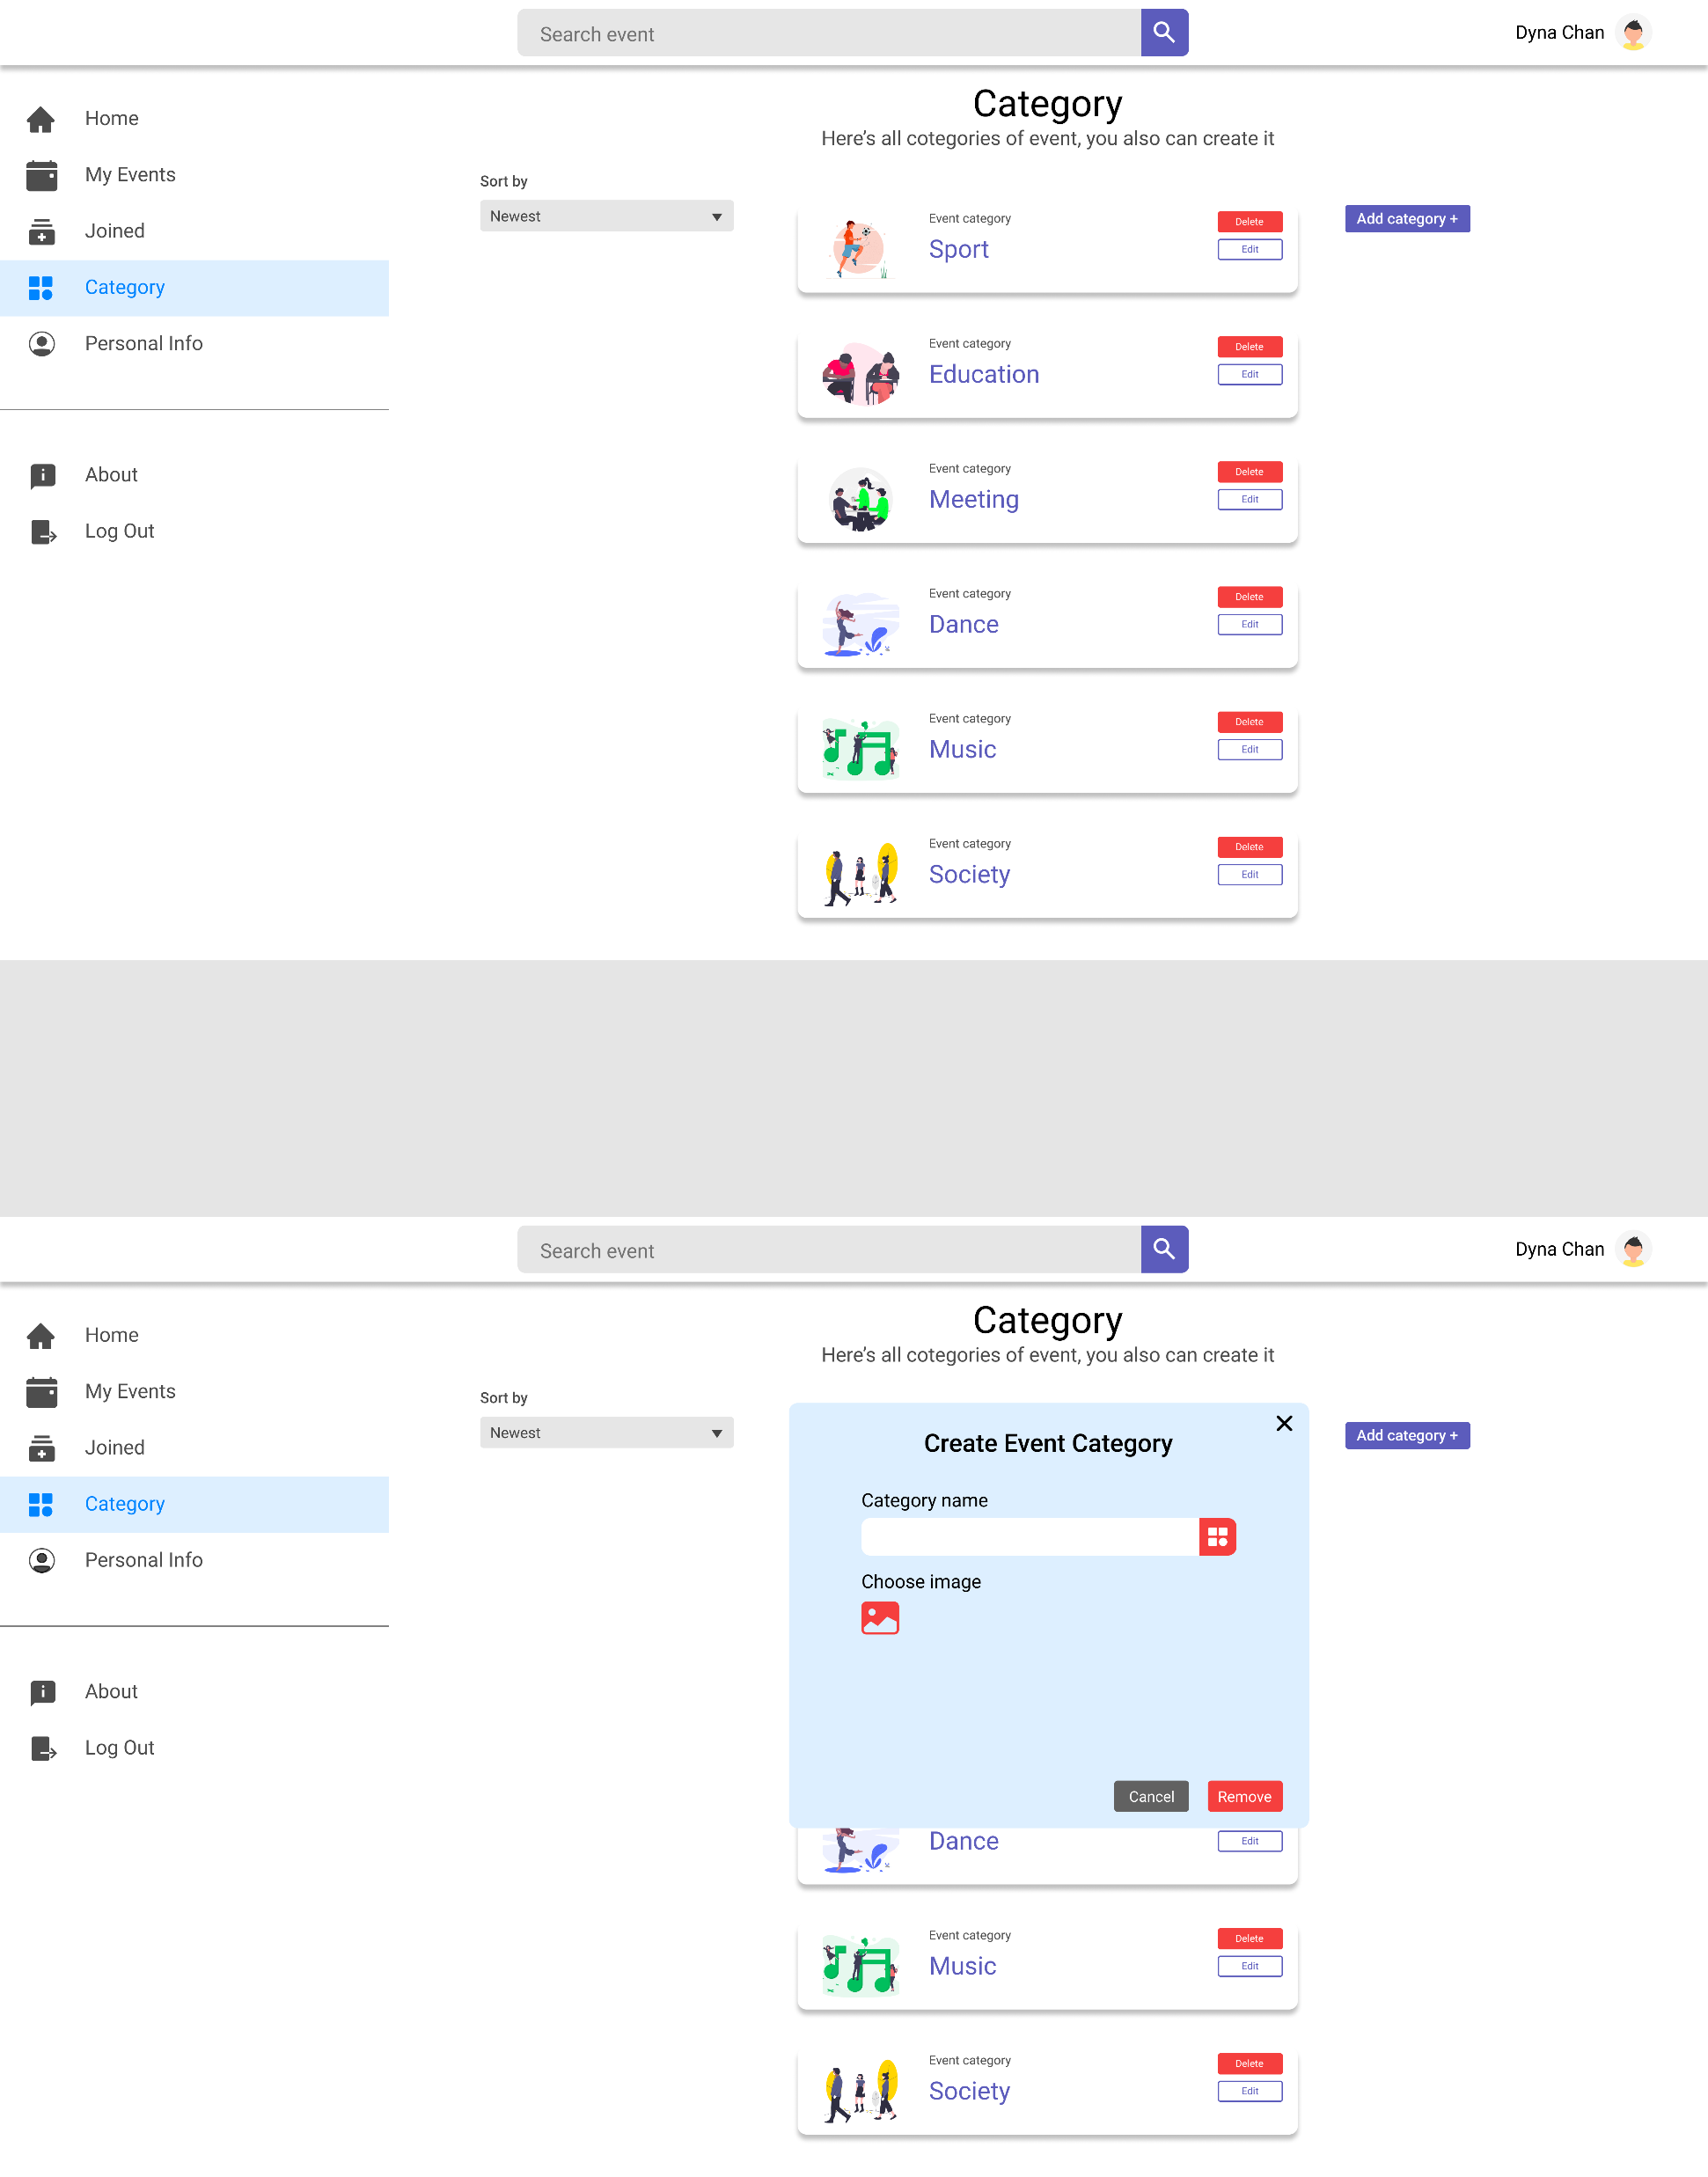 Search event
Dyna Chan
Home
My Events
Joined
Category
Personal Info
About
Log Out
Category
Here's all cotegories of event, you also can create it
Sort by
Newest
Add category +
Event category
Sport
Delete
Edit
Event category
Education
Delete
Edit
Event category
Meeting
Delete
Edit
Event category
Dance
Delete
Edit
Event category
Music
Delete
Edit
Event category
Society
Delete
Edit
Search event
Dyna Chan
Home
My Events
Joined
Category
Personal Info
About
Log Out
Category
Here's all cotegories of event, you also can create it
Sort by
Newest
Add category +
Create Event Category
Category name
Choose image
Cancel
Remove
Dance
Edit
Event category
Music
Delete
Edit
Event category
Society
Delete
Edit